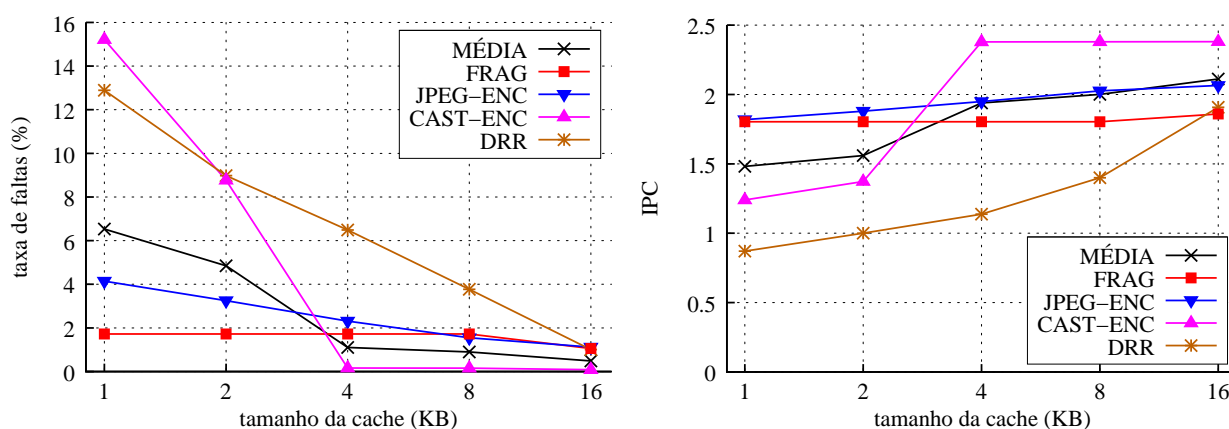 taxa de faltas (%)
16
14
12
10
8
6
4
2
0
MÉDIA
FRAG
JPEG−ENC
CAST−ENC
DRR
1 2 4 8 16
tamanho da cache (KB)
IPC
2.5
2
1.5
1
0.5
0
MÉDIA
FRAG
JPEG−ENC
CAST−ENC
DRR
1 2 4 8 16
tamanho da cache (KB)